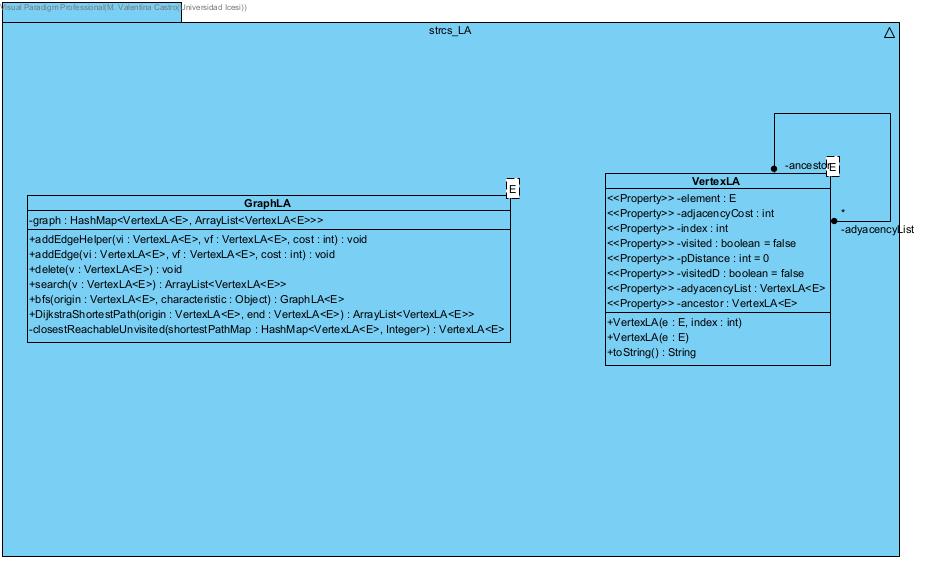 Visual Paradigm Professional(M. Valentina Castro(Universidad Icesi))
strcs_LA
E
GraphLA
-graph : HashMap<VertexLA<E>, ArrayList<VertexLA<E>>>
+addEdgeHelper(vi : VertexLA<E>, vf : VertexLA<E>, cost : int) : void
+addEdge(vi : VertexLA<E>, vf : VertexLA<E>, cost : int) : void
+delete(v : VertexLA<E>) : void
+search(v : VertexLA<E>) : ArrayList<VertexLA<E>>
+bfs(origin : VertexLA<E>, characteristic : Object) : GraphLA<E>
+DijkstraShortestPath(origin : VertexLA<E>, end : VertexLA<E>) : ArrayList<VertexLA<E>>
-closestReachableUnvisited(shortestPathMap : HashMap<VertexLA<E>, Integer>) : VertexLA<E>
-ancestor
E
VertexLA
<<Property>> -element : E
<<Property>> -adjacencyCost : int
<<Property>> -index : int
<<Property>> -visited : boolean = false
<<Property>> -pDistance : int = 0
<<Property>> -visitedD : boolean = false
<<Property>> -adyacencyList : VertexLA<E>
<<Property>> -ancestor : VertexLA<E>
+VertexLA(e : E, index : int)
+VertexLA(e : E)
+toString() : String
*
-adyacencyList